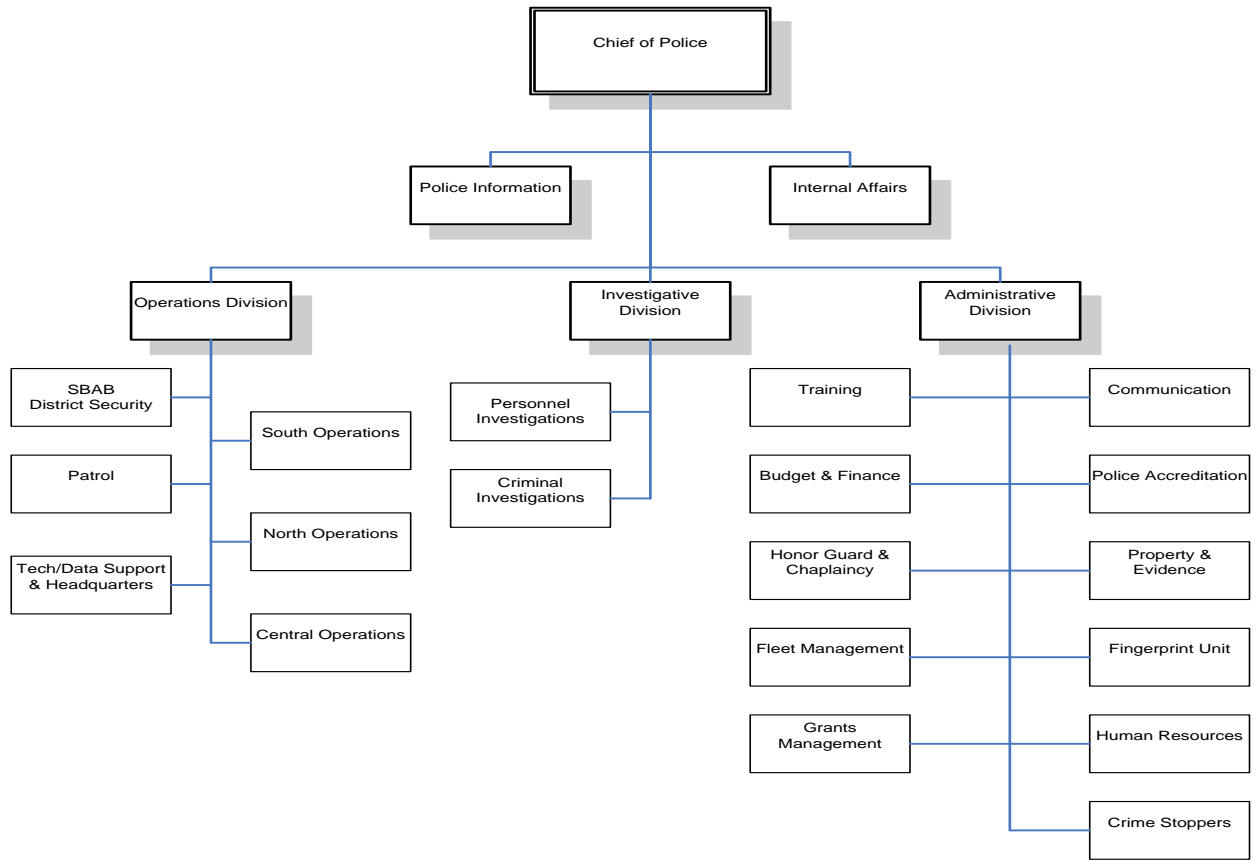 Chief of Police
Police Information
Internal Affairs
Operations Division
Investigative
Division
Administrative
Division
SBAB
District Security
South Operations
Patrol
North Operations
Tech/Data Support
& Headquarters
Central Operations
Personnel
Investigations
Criminal
Investigations
Training
Communication
Budget & Finance
Police Accreditation
Honor Guard &
Chaplaincy
Property &
Evidence
Fleet Management
Fingerprint Unit
Grants
Management
Human Resources
Crime Stoppers